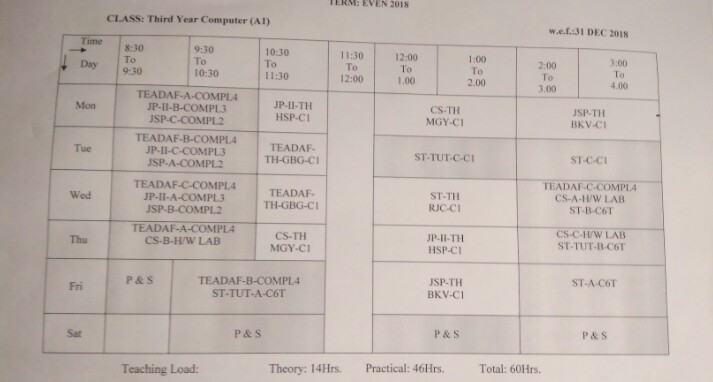 TERM: EVEN 2018
CLASS: Third Year Computer (A1)
w.e.f.:31 DEC 2018
Time
Day
8:30
To
9:30
9:30
To
10:30
10:30
To
11:30
11:30
To
12:00
12:00
To
1.00
1:00
To
2.00
2:00
To
3.00
3:00
To
4.00
Mon
TEADAF-A-COMPL4
JP-II-B-COMPL3
JSP-C-COMPL2
JP-II-TH
HSP-C1
CS-TH
MGY-C1
JSP-TH
BKV-C1
Tue
TEADAF-B-COMPL4
JP-II-C-COMPL3
JSP-A-COMPL2
TEADAF-
TH-GBG-C1
ST-TUT-C-C1
ST-C-C1
Wed
TEADAF-C-COMPL4
JP-II-A-COMPL3
JSP-B-COMPL2
TEADAF-
TH-GBG-C1
ST-TH
RJC-C1
TEADAF-C-COMPL4
CS-A-H/W LAB
ST-B-C6T
Thu
TEADAF-A-COMPL4
CS-B-H/W LAB
CS-TH
MGY-C1
JP-II-TH
HSP-C1
CS-C-H/W LAB
ST-TUT-B-C6T
Fri
P & S
TEADAF-B-COMPL4
ST-TUT-A-C6T
JSP-TH
BKV-C1
ST-A-C6T
Sat
P & S
P & S
P & S
Teaching Load: Theory: 14Hrs. Practical: 46Hrs. Total: 60Hrs.